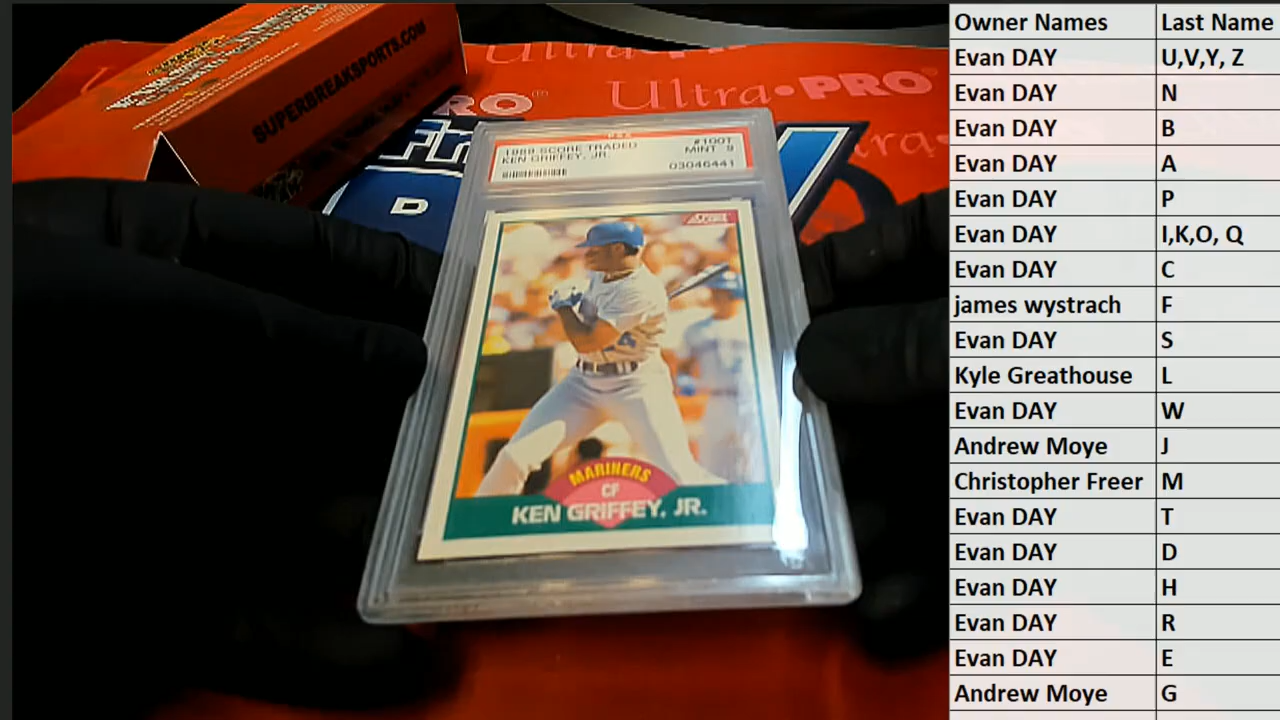 SUPERBREAKSPORTS.COM
Ultra
PRO
Ultra•PRO®
PSA
1989 SCORE TRADED #100T
KEN GRIFFEY, JR. MINT 9
03046441
SCORE
24
MARINERS
CF
KEN GRIFFEY, JR.
Owner Names Last Name
Evan DAY U,V,Y, Z
Evan DAY N
Evan DAY B
Evan DAY A
Evan DAY P
Evan DAY I,K,O, Q
Evan DAY C
james wystrach F
Evan DAY S
Kyle Greathouse L
Evan DAY W
Andrew Moye J
Christopher Freer M
Evan DAY T
Evan DAY D
Evan DAY H
Evan DAY R
Evan DAY E
Andrew Moye G